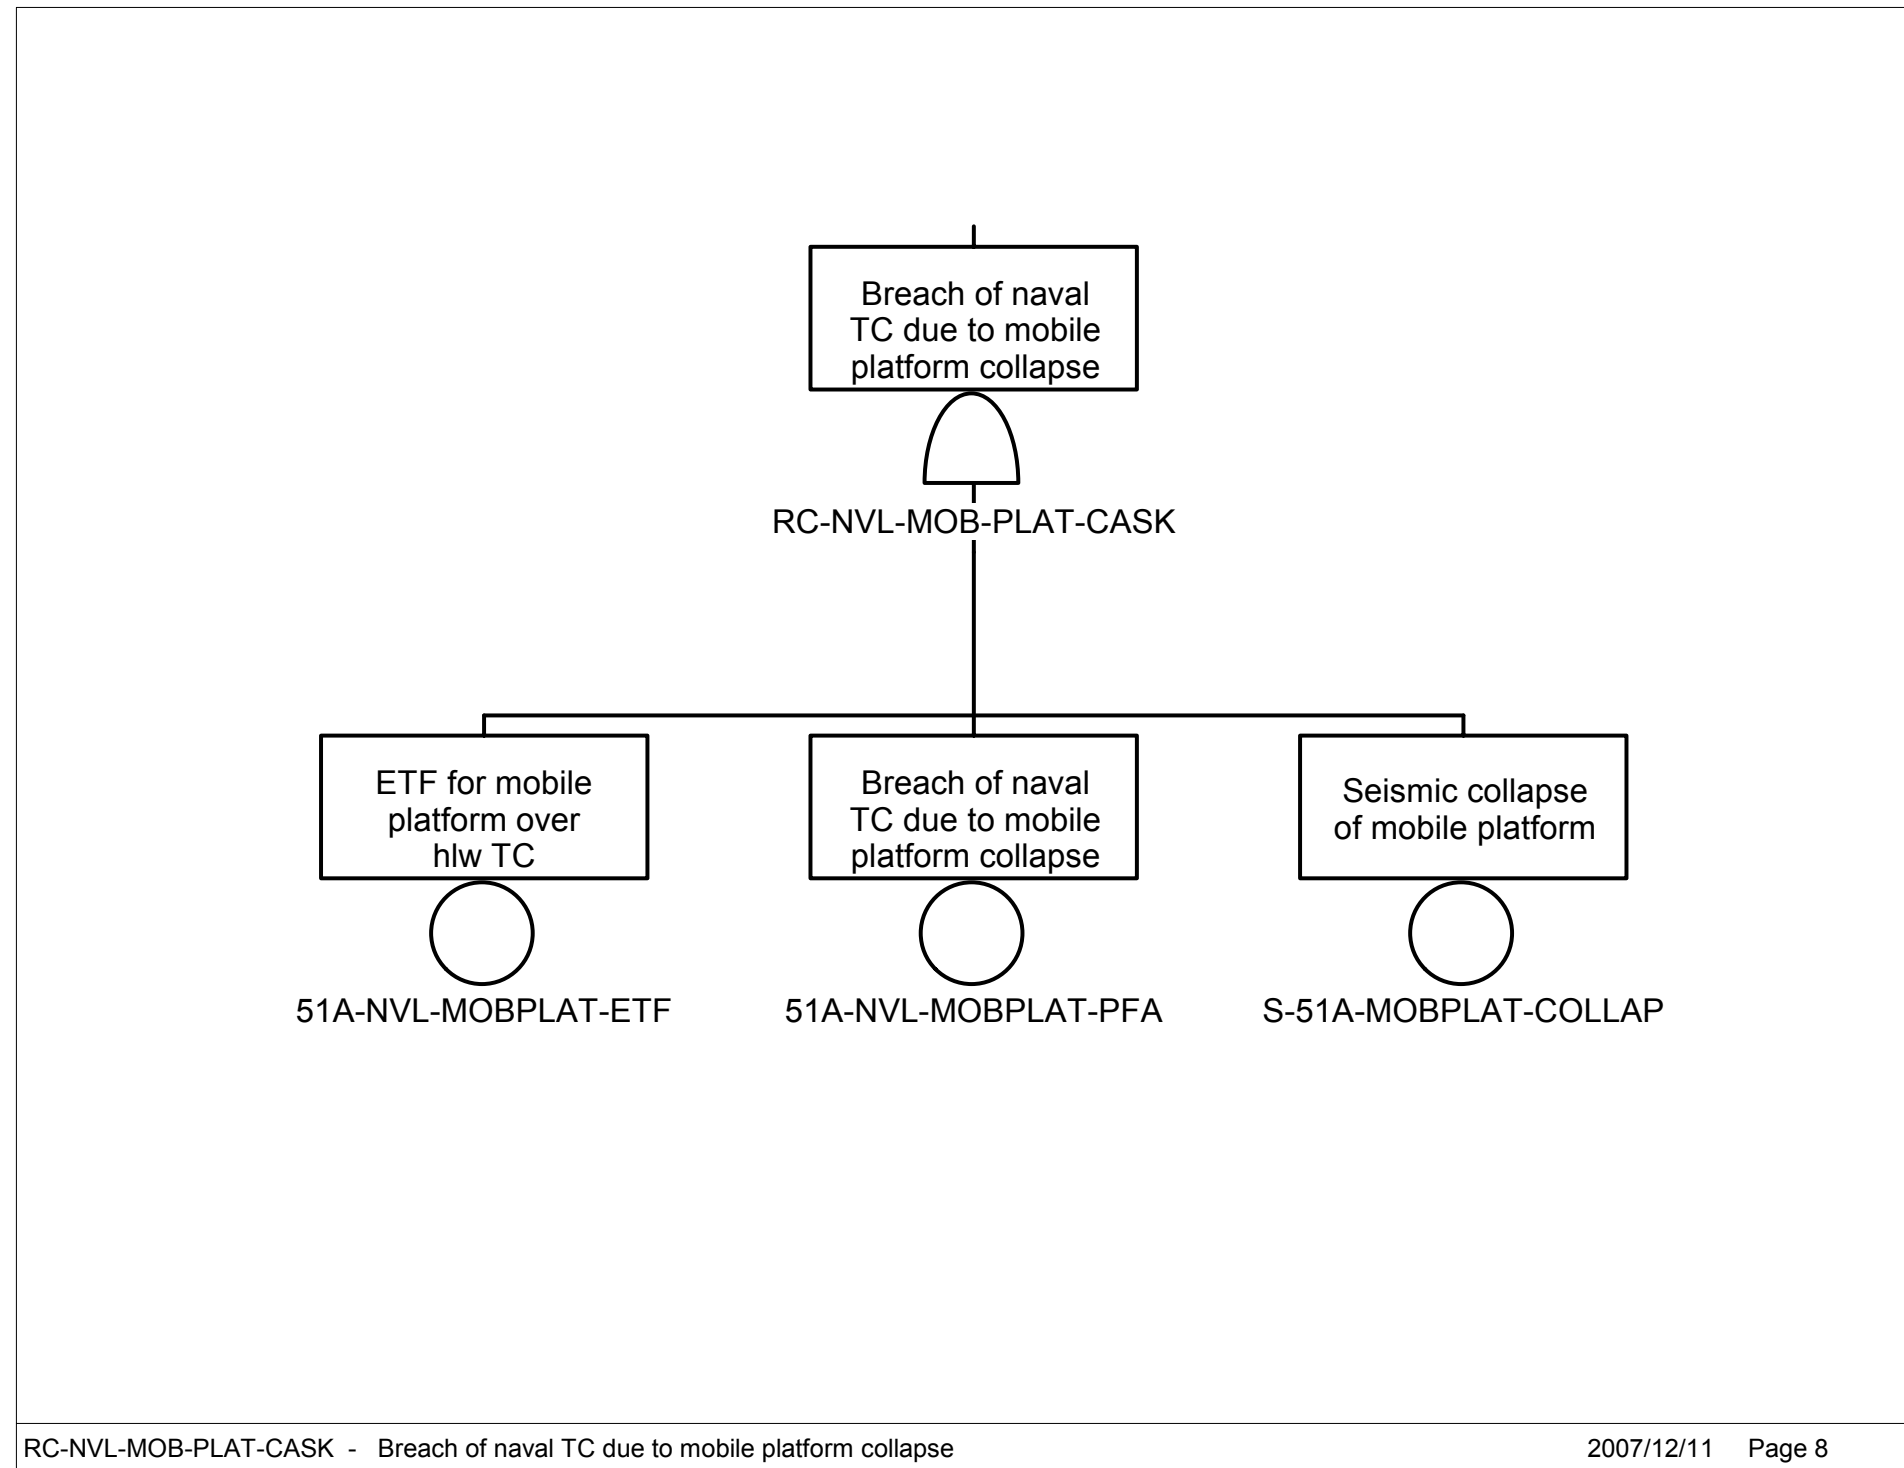 Breach of naval
TC due to mobile
platform collapse
RC-NVL-MOB-PLAT-CASK
ETF for mobile
platform over
hlw TC
51A-NVL-MOBPLAT-ETF
Breach of naval
TC due to mobile
platform collapse
51A-NVL-MOBPLAT-PFA
Seismic collapse
of mobile platform
S-51A-MOBPLAT-COLLAP
RC-NVL-MOB-PLAT-CASK - Breach of naval TC due to mobile platform collapse 2007/12/11 Page 8